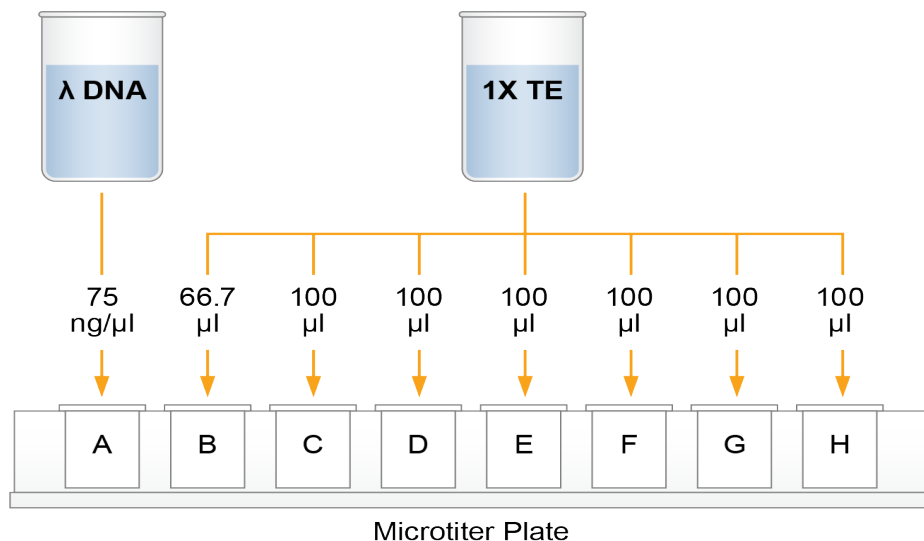 λ DNA
1X TE
75
ng/µl
66.7
µl
100
µl
100
µl
100
µl
100
µl
100
µl
100
µl
A
B
C
D
E
F
G
H
Microtiter Plate